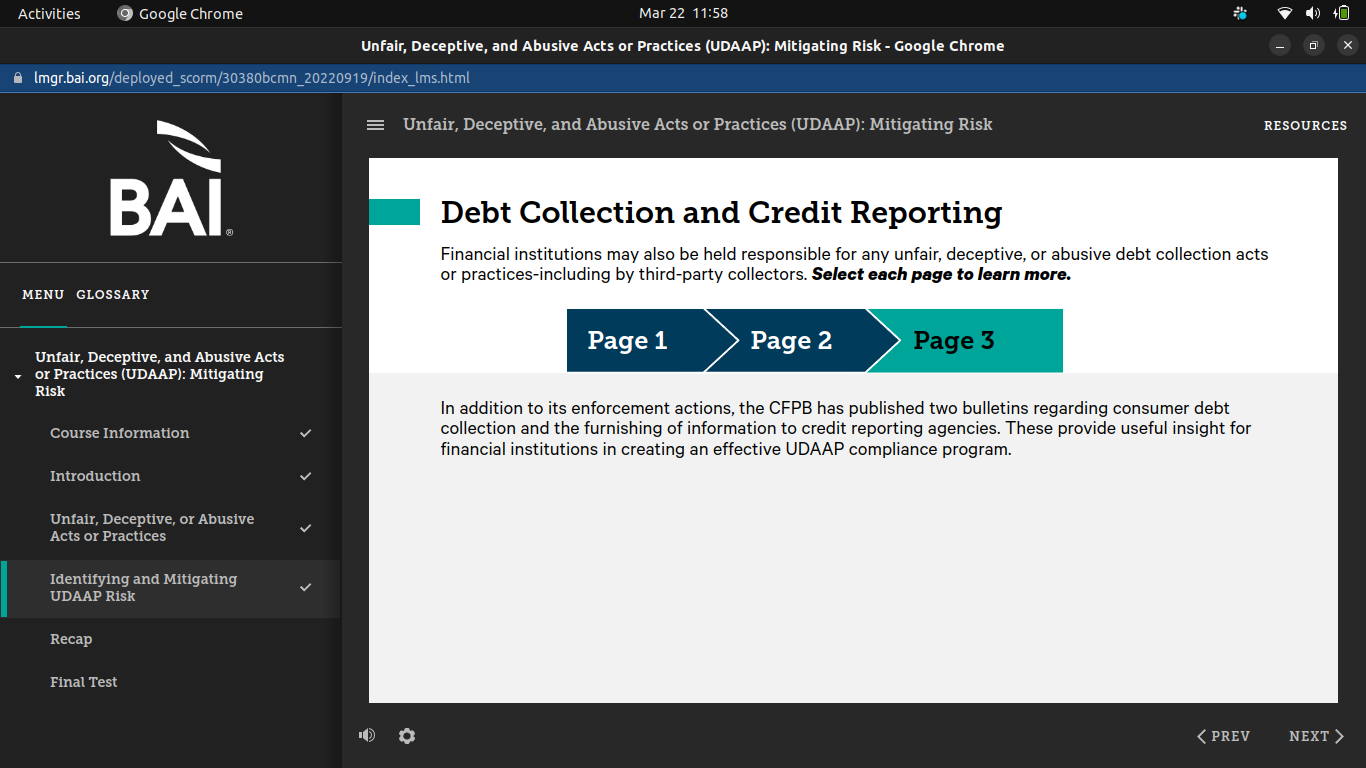 Activities
Google Chrome
Mar 22 11:58
Unfair, Deceptive, and Abusive Acts or Practices (UDAAP): Mitigating Risk - Google Chrome
lmgr.bai.org/deployed_scorm/30380bcmn_20220919/index_lms.html
BAI®
MENU GLOSSARY
Unfair, Deceptive, and Abusive Acts
or Practices (UDAAP): Mitigating
Risk
Course Information
Introduction
Unfair, Deceptive, or Abusive
Acts or Practices
Identifying and Mitigating
UDAAP Risk
Recap
Final Test
Unfair, Deceptive, and Abusive Acts or Practices (UDAAP): Mitigating Risk
RESOURCES
Debt Collection and Credit Reporting
Financial institutions may also be held responsible for any unfair, deceptive, or abusive debt collection acts
or practices-including by third-party collectors. Select each page to learn more.
Page 1
Page 2
Page 3
In addition to its enforcement actions, the CFPB has published two bulletins regarding consumer debt
collection and the furnishing of information to credit reporting agencies. These provide useful insight for
financial institutions in creating an effective UDAAP compliance program.
PREV
NEXT